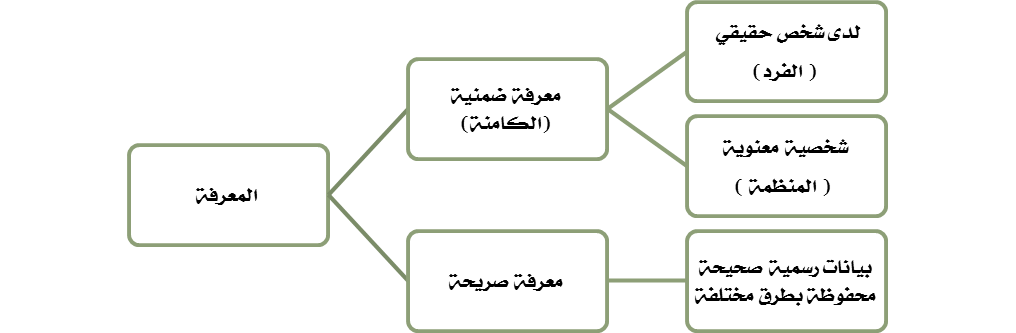 المعرفة
معرفة ضمنية
(الكامنة)
لدى شخص حقيقي
( الفرد )
شخصية معنوية
( المنظمة )
معرفة صريحة
بيانات رسمية صحيحة
محفوظة بطرق مختلفة